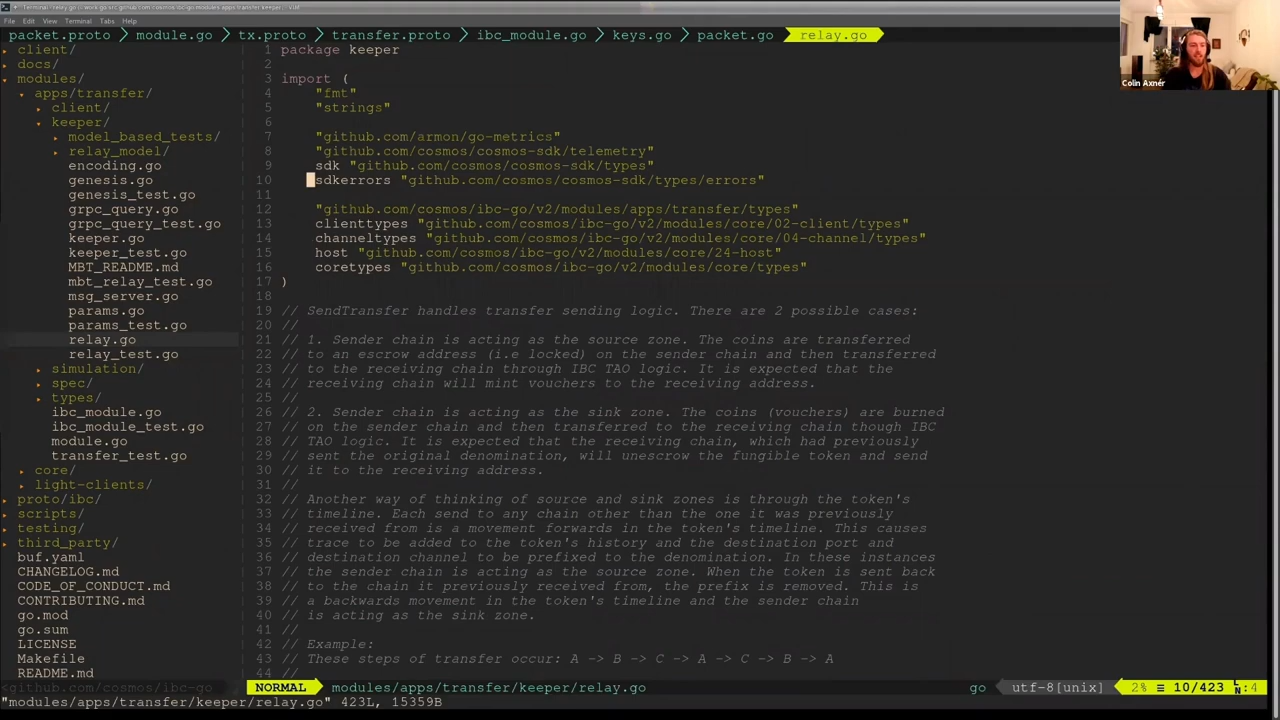 Terminal - relay.go
File Edit View Terminal Tabs Help
packet.proto module.go tx.proto transfer.proto ibc_module.go keys.go packet.go relay.go
Colin Axnér
client/
docs/
modules/
apps/transfer/
client/
keeper/
model_based_tests/
relay_model/
encoding.go
genesis.go
genesis_test.go
grpc_query.go
grpc_query_test.go
keeper.go
keeper_test.go
MBT_README.md
mbt_relay_test.go
msg_server.go
params.go
params_test.go
relay.go
relay_test.go
simulation/
spec/
types/
ibc_module.go
ibc_module_test.go
module.go
transfer_test.go
core/
light-clients/
proto/ibc/
scripts/
testing/
third_party/
buf.yaml
CHANGELOG.md
CODE_OF_CONDUCT.md
CONTRIBUTING.md
go.mod
go.sum
LICENSE
Makefile
README.md
<github.com/cosmos/ibc-go
1 package keeper
2
3 import (
4 "fmt"
5 "strings"
6
7 "github.com/armon/go-metrics"
8 "github.com/cosmos/cosmos-sdk/telemetry"
9 sdk "github.com/cosmos/cosmos-sdk/types"
10 sdkerrors "github.com/cosmos/cosmos-sdk/types/errors"
11
12 "github.com/cosmos/ibc-go/v2/modules/apps/transfer/types"
13 clienttypes "github.com/cosmos/ibc-go/v2/modules/core/02-client/types"
14 channeltypes "github.com/cosmos/ibc-go/v2/modules/core/04-channel/types"
15 host "github.com/cosmos/ibc-go/v2/modules/core/24-host"
16 coretypes "github.com/cosmos/ibc-go/v2/modules/core/types"
17 )
18
19 // SendTransfer handles transfer sending logic. There are 2 possible cases:
20 //
21 // 1. Sender chain is acting as the source zone. The coins are transferred
22 // to an escrow address (i.e locked) on the sender chain and then transferred
23 // to the receiving chain through IBC TAO logic. It is expected that the
24 // receiving chain will mint vouchers to the receiving address.
25 //
26 // 2. Sender chain is acting as the sink zone. The coins (vouchers) are burned
27 // on the sender chain and then transferred to the receiving chain though IBC
28 // TAO logic. It is expected that the receiving chain, which had previously
29 // sent the original denomination, will unescrow the fungible token and send
30 // it to the receiving address.
31 //
32 // Another way of thinking of source and sink zones is through the token's
33 // timeline. Each send to any chain other than the one it was previously
34 // received from is a movement forwards in the token's timeline. This causes
35 // trace to be added to the token's history and the destination port and
36 // destination channel to be prefixed to the denomination. In these instances
37 // the sender chain is acting as the source zone. When the token is sent back
38 // to the chain it previously received from, the prefix is removed. This is
39 // a backwards movement in the token's timeline and the sender chain
40 // is acting as the sink zone.
41 //
42 // Example:
43 // These steps of transfer occur: A -> B -> C -> A -> C -> B -> A
44 //
NORMAL modules/apps/transfer/keeper/relay.go go utf-8[unix] 2% ≡ 10/423 LN:4
"modules/apps/transfer/keeper/relay.go" 423L, 15359B